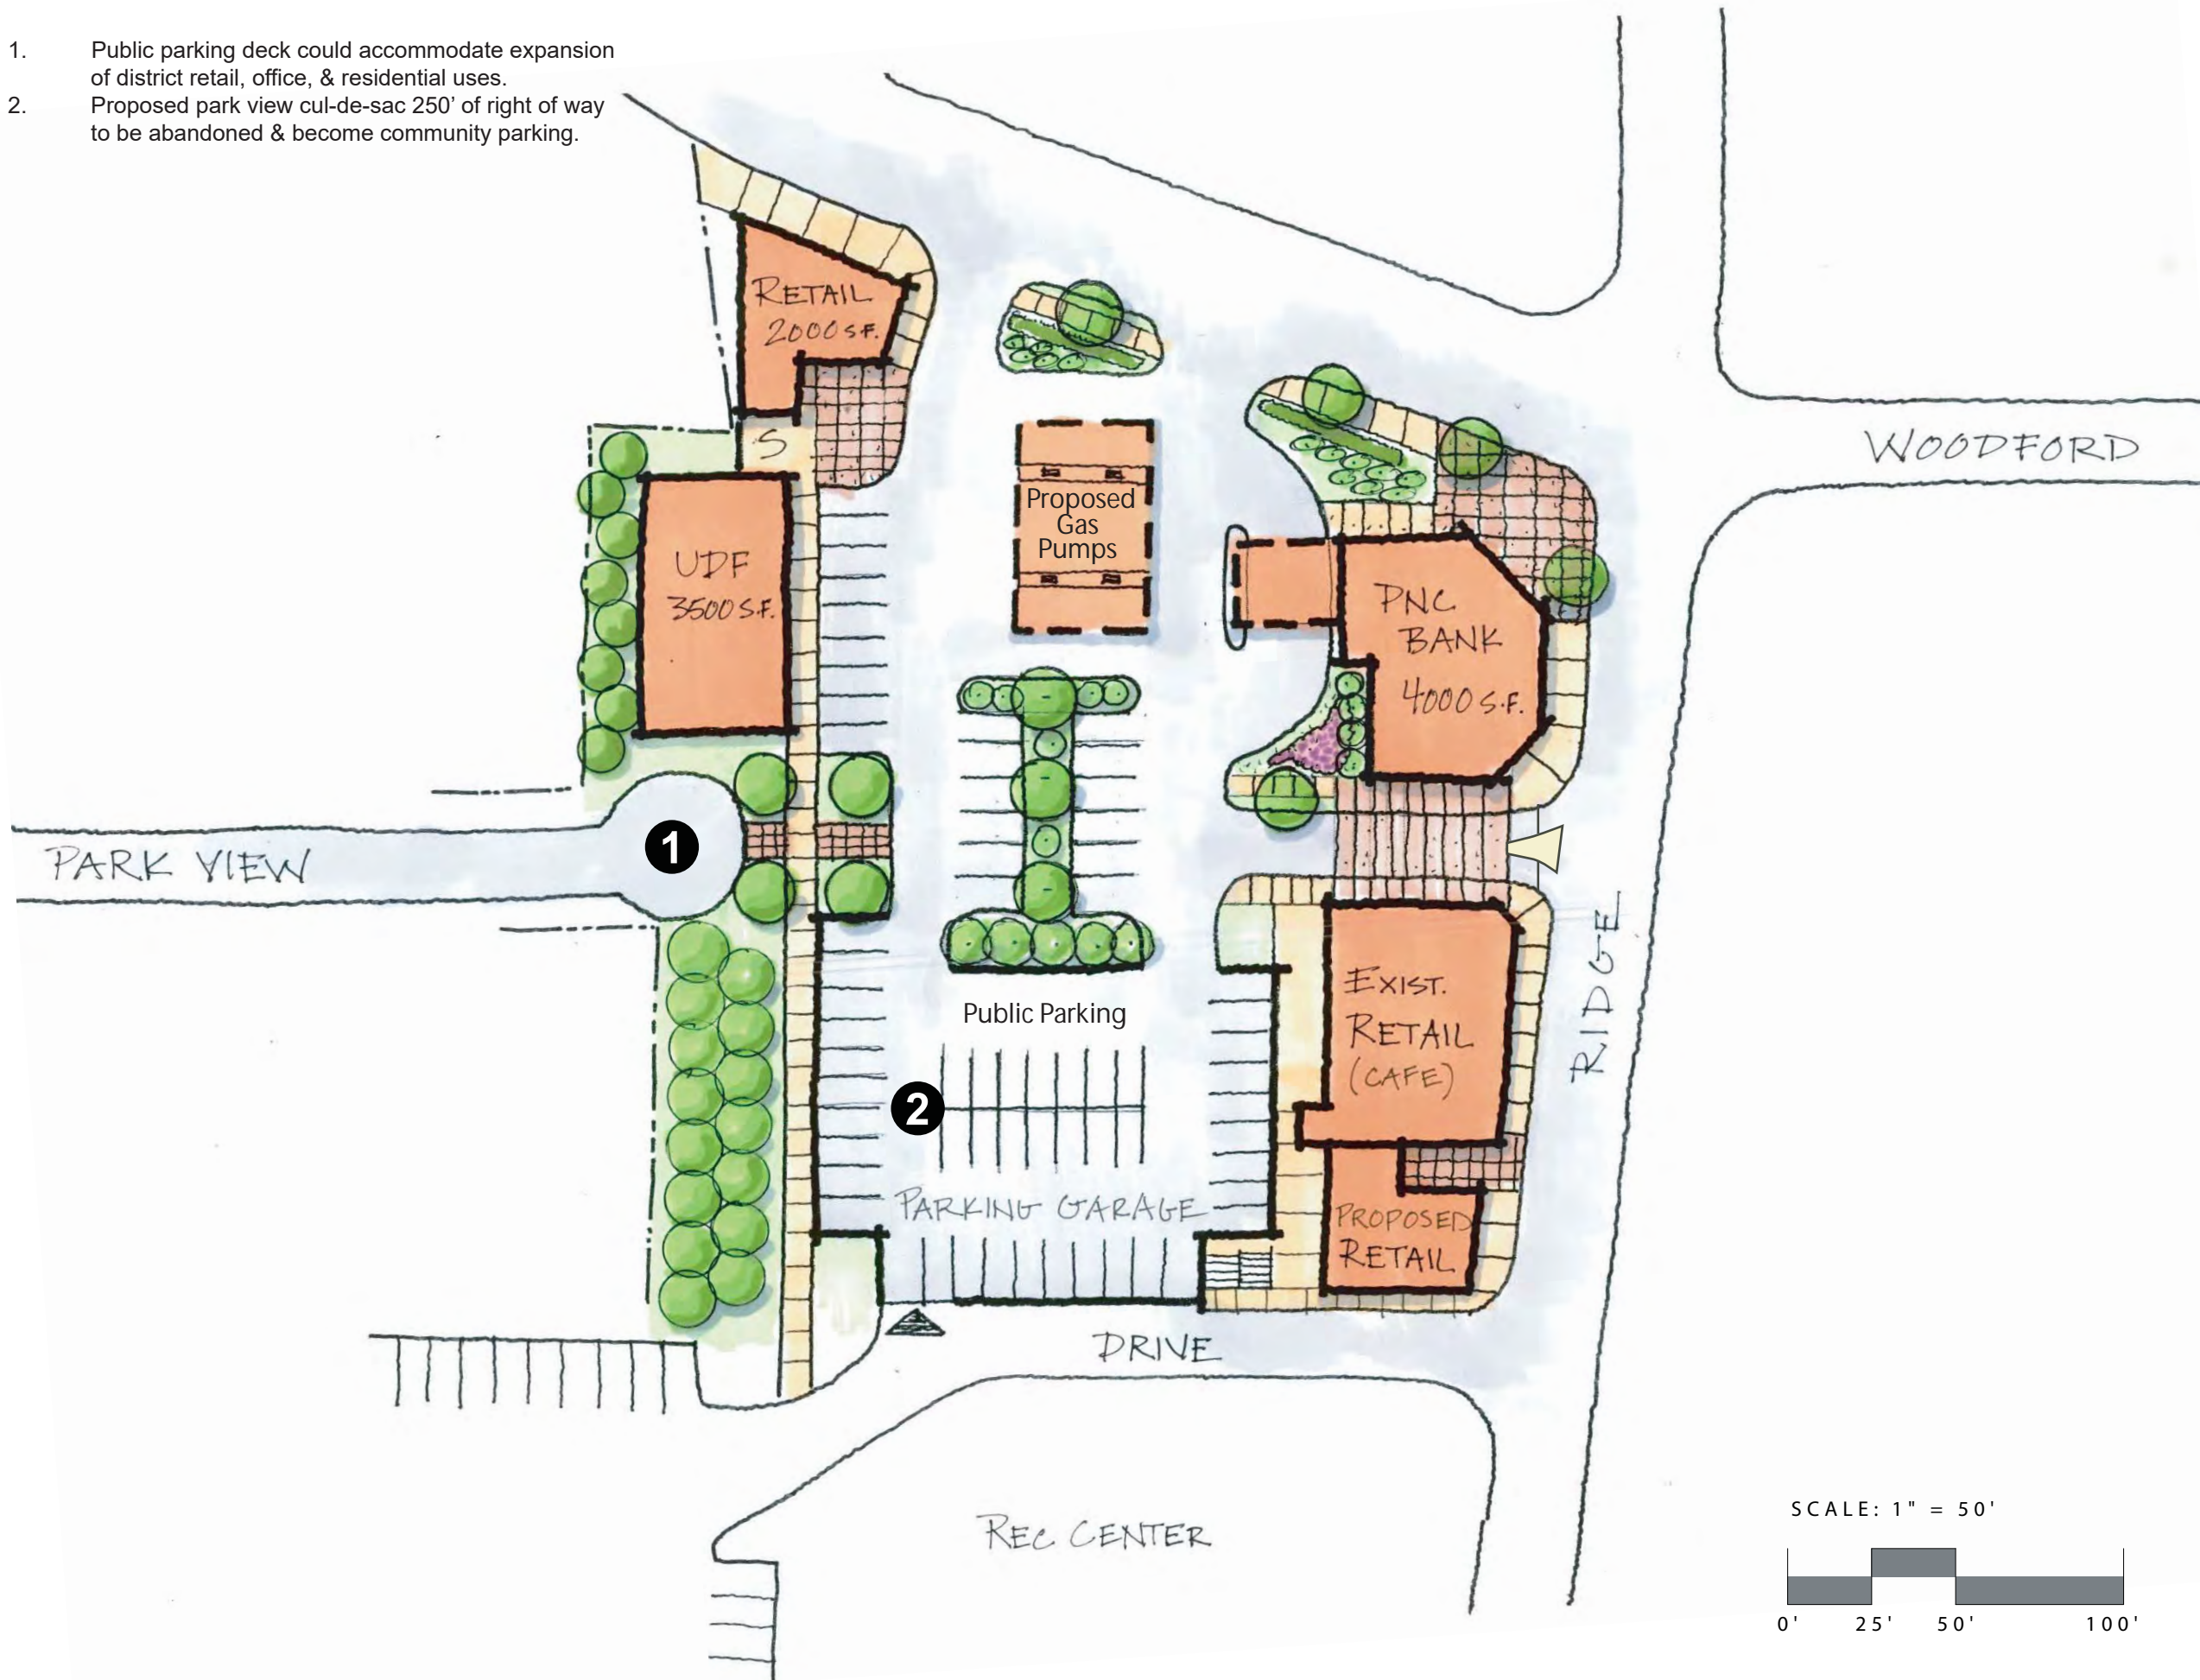 1. Public parking deck could accommodate expansion
of district retail, office, & residential uses.
2. Proposed park view cul-de-sac 250’ of right of way
to be abandoned & become community parking.
RETAIL
2000 S.F.
S
WOODFORD
Proposed
Gas
Pumps
UDF
3500 S.F.
PNC
BANK
4000 S.F.
1
PARK VIEW
RIDGE
EXIST.
RETAIL
(CAFE)
Public Parking
2
PARKING GARAGE
PROPOSED
RETAIL
DRIVE
REC CENTER
SCALE: 1" = 50'
0' 25' 50' 100'